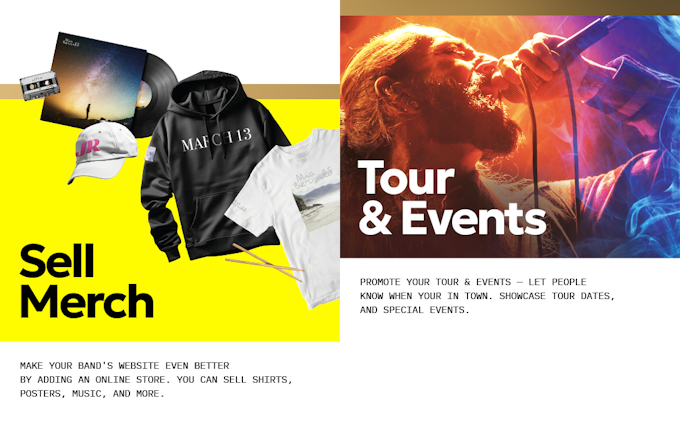 MARCH 13
JR
Sell
Merch
MAKE YOUR BAND'S WEBSITE EVEN BETTER
BY ADDING AN ONLINE STORE. YOU CAN SELL SHIRTS,
POSTERS, MUSIC, AND MORE.
Tour
& Events
PROMOTE YOUR TOUR & EVENTS — LET PEOPLE
KNOW WHEN YOUR IN TOWN. SHOWCASE TOUR DATES,
AND SPECIAL EVENTS.